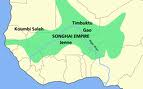 Timbuktu
Koumbi Saleh
Gao
SONGHAI EMPIRE
Jenne